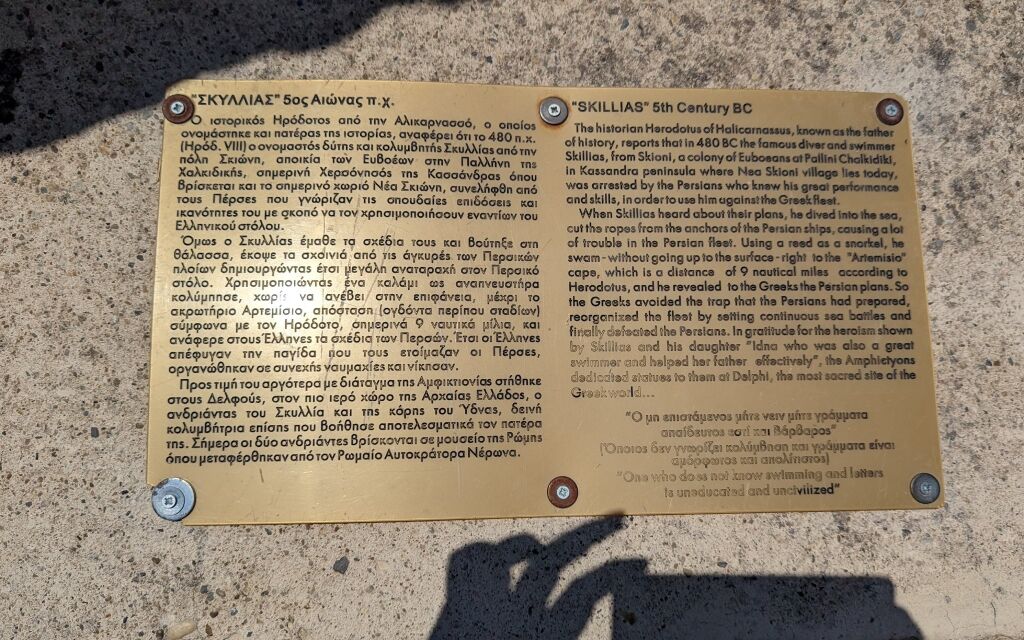 "ΣΚΥΛΛΙΑΣ" 5ος Αιώνας π.χ.
Ο ιστορικός Ηρόδοτος από την Αλικαρνασσό, ο οποίος
ονομάστηκε και πατέρας της ιστορίας, αναφέρει ότι το 480 π.χ.
(Ηρόδ. VIII) ο ονομαστός δύτης και κολυμβητής Σκυλλίας από την
πόλη Σκιώνη, αποικία των Ευβοέων στην Παλλήνη της
Χαλκιδικής, σημερινή Χερσόνησός της Κασσάνδρας όπου
βρίσκεται και το σημερινό χωριό Νέα Σκιώνη, συνελήφθη από
τους Πέρσες που γνώριζαν τις σπουδαίες επιδόσεις και
ικανότητες του με σκοπό να τον χρησιμοποιήσουν εναντίον του
Ελληνικού στόλου.
Όμως ο Σκυλλίας έμαθε τα σχέδια τους και βούτηξε στη
θάλασσα, έκοψε τα σχοινιά από τις άγκυρές των Περσικών
πλοίων δημιουργώντας έτσι μεγάλη αναταραχή στον Περσικό
στόλο. Χρησιμοποιώντας ένα καλάμι ως αναπνευστήρα
κολύμπησε, χωρίς να ανέβει στην επιφάνεια, μέχρι το
ακρωτήριο Αρτεμίσιο, απόσταση (ογδόντα περίπου σταδίων)
σύμφωνα με τον Ηρόδοτο, σημερινά 9 ναυτικά μίλια, και
ανάφερε στους Έλληνες τα σχέδια των Περσών. Έτσι οι Έλληνες
απέφυγαν την παγίδα που τους ετοίμαζαν οι Πέρσες,
οργανώθηκαν σε συνεχής ναυμαχίες και νίκησαν.
Προς τιμή του αργότερα με διάταγμα της Αμφικτιονίας στήθηκε
στους Δελφούς, στον πιο ιερό χώρο της Αρχαίας Ελλάδος, ο
ανδριάντας του Σκυλλία και της κόρης του Ύδνας, δεινή
κολυμβήτρια επίσης που βοήθησε αποτελεσματικά τον πατέρα
της. Σήμερα οι δύο ανδριάντες βρίσκονται σε μουσείο της Ρώμης
όπου μεταφέρθηκαν από τον Ρωμαίο Αυτοκράτορα Νέρωνα.
"SKILLIAS" 5th Century BC
The historian Herodotus of Halicarnassus, known as the father
of history, reports that in 480 BC the famous diver and swimmer
Skillias, from Skioni, a colony of Euboeans at Pallini Chalkidiki,
in Kassandra peninsula where Nea Skioni village lies today,
was arrested by the Persians who knew his great performance
and skills, in order to use him against the Greek fleet.
When Skillias heard about their plans, he dived into the sea,
cut the ropes from the anchors of the Persian ships, causing a lot
of trouble in the Persian fleet. Using a reed as a snorkel, he
swam - without going up to the surface - right to the "Artemisio"
cape, which is a distance of 9 nautical miles according to
Herodotus, and he revealed to the Greeks the Persian plans. So
the Greeks avoided the trap that the Persians had prepared,
reorganized the fleet by setting continuous sea battles and
finally defeated the Persians. In gratitude for the heroism shown
by Skillias and his daughter "Idna who was also a great
swimmer and helped her father effectively", the Amphictyons
dedicated statues to them at Delphi, the most sacred site of the
Greek world...
"Ο μη επιστάμενος μήτε νειν μήτε γράμματα
απαίδευτος εστί και Βάρβαρος"
(Όποιος δεν γνωρίζει κολύμβηση και γράμματα είναι
αμόρφωτος και απολίτιστος)
"One who does not know swimming and letters
is uneducated and uncivilized"